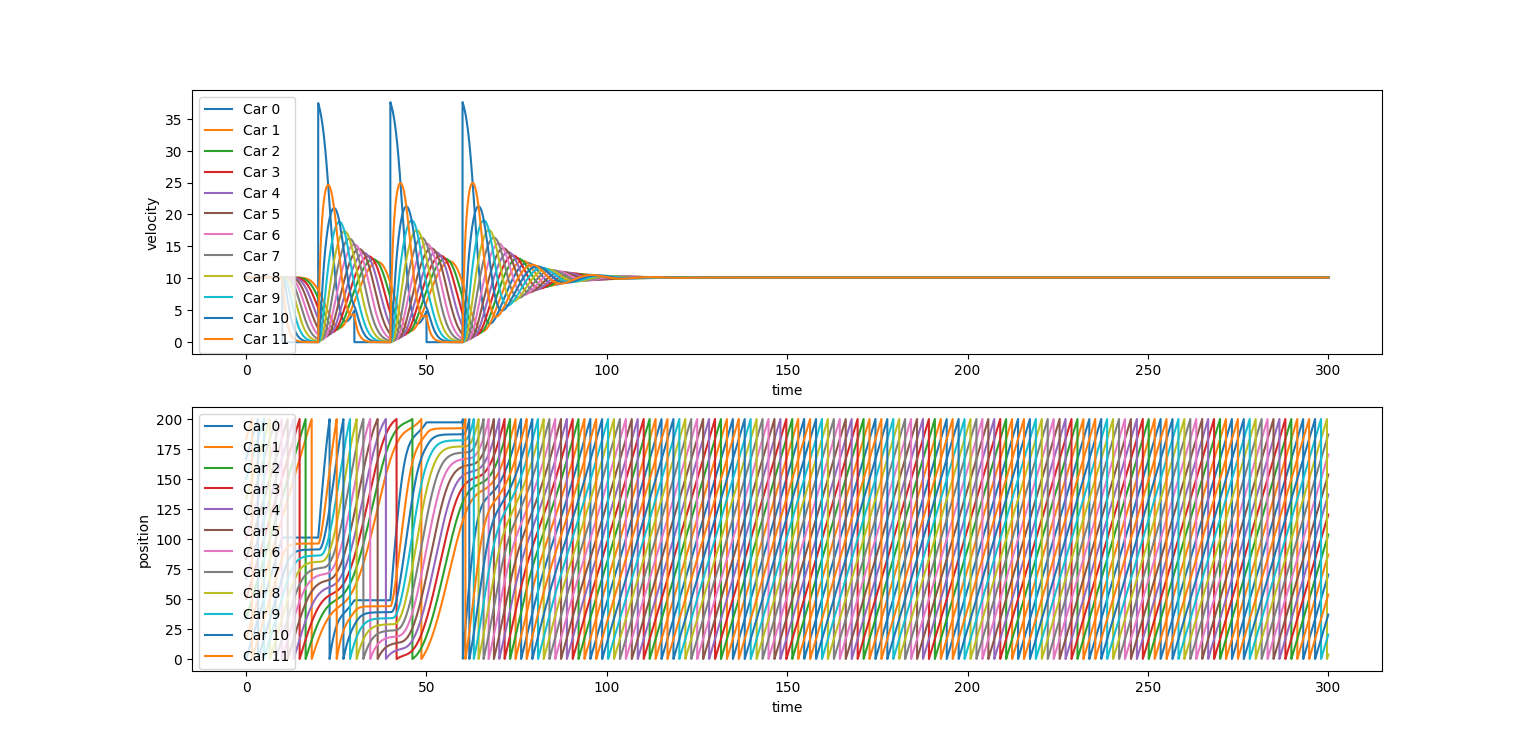 velocity
35
30
25
20
15
10
5
0
Car 0
Car 1
Car 2
Car 3
Car 4
Car 5
Car 6
Car 7
Car 8
Car 9
Car 10
Car 11
0 50 100 150 200 250 300
time
position
200
175
150
125
100
75
50
25
0
Car 0
Car 1
Car 2
Car 3
Car 4
Car 5
Car 6
Car 7
Car 8
Car 9
Car 10
Car 11
0 50 100 150 200 250 300
time